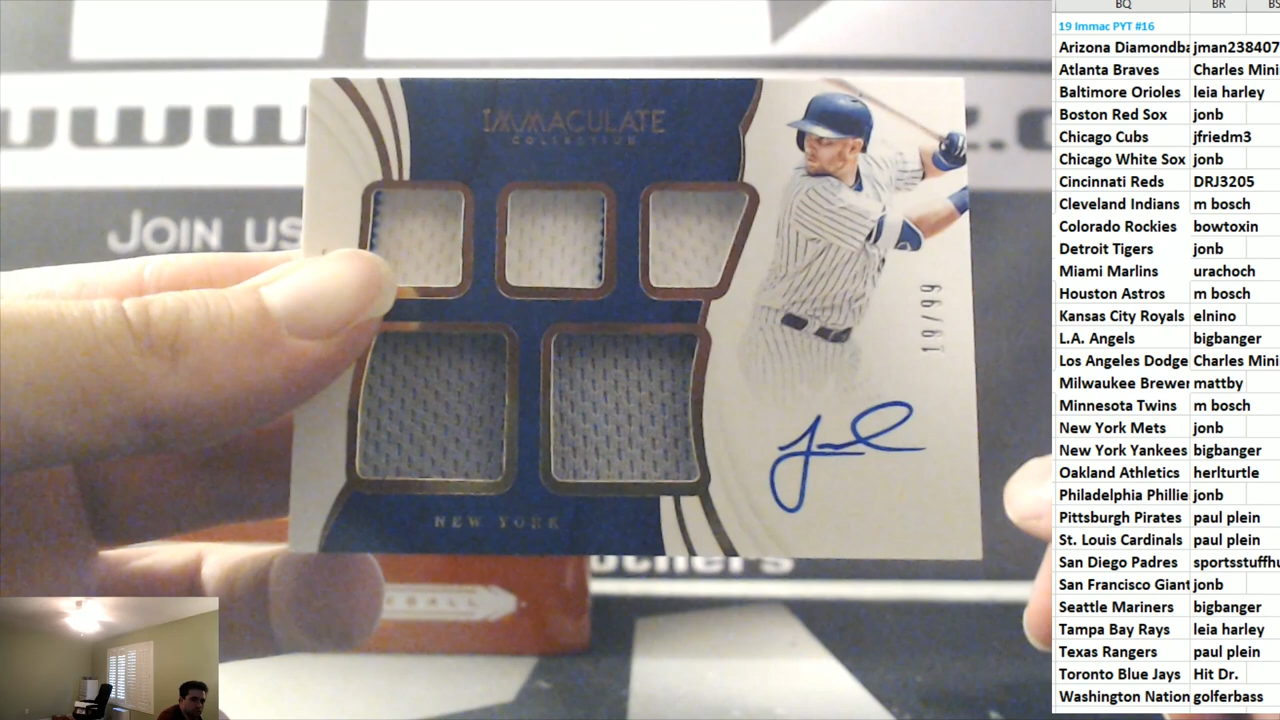 BQ BR BS
19 Immac PYT #16
Arizona Diamondba jman238407
Atlanta Braves Charles Mini
Baltimore Orioles leia harley
Boston Red Sox jonb
Chicago Cubs jfriedm3
Chicago White Sox jonb
Cincinnati Reds DRJ3205
Cleveland Indians m bosch
Colorado Rockies bowtoxin
Detroit Tigers jonb
Miami Marlins urachoch
Houston Astros m bosch
Kansas City Royals elnino
L.A. Angels bigbanger
Los Angeles Dodge Charles Mini
Milwaukee Brewer mattby
Minnesota Twins m bosch
New York Mets jonb
New York Yankees bigbanger
Oakland Athletics herlturtle
Philadelphia Phillie jonb
Pittsburgh Pirates paul plein
St. Louis Cardinals paul plein
San Diego Padres sportsstuffhu
San Francisco Giant jonb
Seattle Mariners bigbanger
Tampa Bay Rays leia harley
Texas Rangers paul plein
Toronto Blue Jays Hit Dr.
Washington Nation golferbass
www.
JOIN US
IMMACULATE
COLLECTION
19/99
NEW YORK